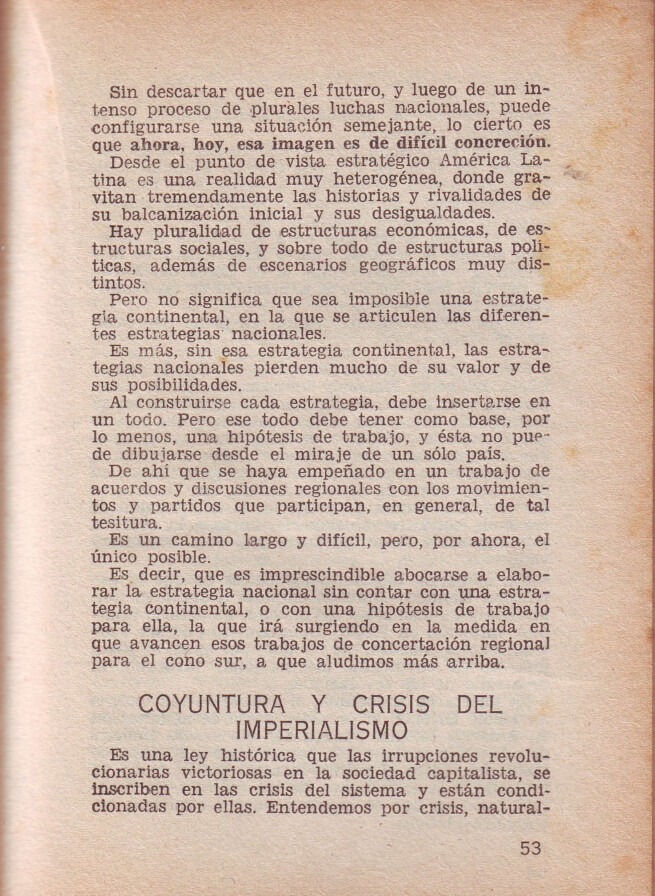 Sin descartar que en el futuro, y luego de un in-
tenso proceso de plurales luchas nacionales, puede
configurarse una situación semejante, lo cierto es
que ahora, hoy, esa imagen es de difícil concreción.
Desde el punto de vista estratégico América La-
tina es una realidad muy heterogénea, donde gra-
vitan tremendamente las historias y rivalidades de
su balcanización inicial y sus desigualdades.
Hay pluralidad de estructuras económicas, de es-
tructuras sociales, y sobre todo de estructuras polí-
ticas, además de escenarios geográficos muy dis-
tintos.
Pero no significa que sea imposible una estrate-
gia continental, en la que se articulen las diferen-
tes estrategias nacionales.
Es más, sin esa estrategia continental, las estra-
tegias nacionales pierden mucho de su valor y de
sus posibilidades.
Al construirse cada estrategia, debe insertarse en
un todo. Pero ese todo debe tener como base, por
lo menos, una hipótesis de trabajo, y ésta no pue-
de dibujarse desde el miraje de un sólo país.
De ahí que se haya empeñado en un trabajo de
acuerdos y discusiones regionales con los movimien-
tos y partidos que participan, en general, de tal
tesitura.
Es un camino largo y difícil, pero, por ahora, el
único posible.
Es decir, que es imprescindible abocarse a elabo-
rar la estrategia nacional sin contar con una estra-
tegia continental, o con una hipótesis de trabajo
para ella, la que irá surgiendo en la medida en
que avancen esos trabajos de concertación regional
para el cono sur, a que aludimos más arriba.
COYUNTURA Y CRISIS DEL
IMPERIALISMO
Es una ley histórica que las irrupciones revolu-
cionarias victoriosas en la sociedad capitalista, se
inscriben en las crisis del sistema y están condi-
cionadas por ellas. Entendemos por crisis, natural-
53